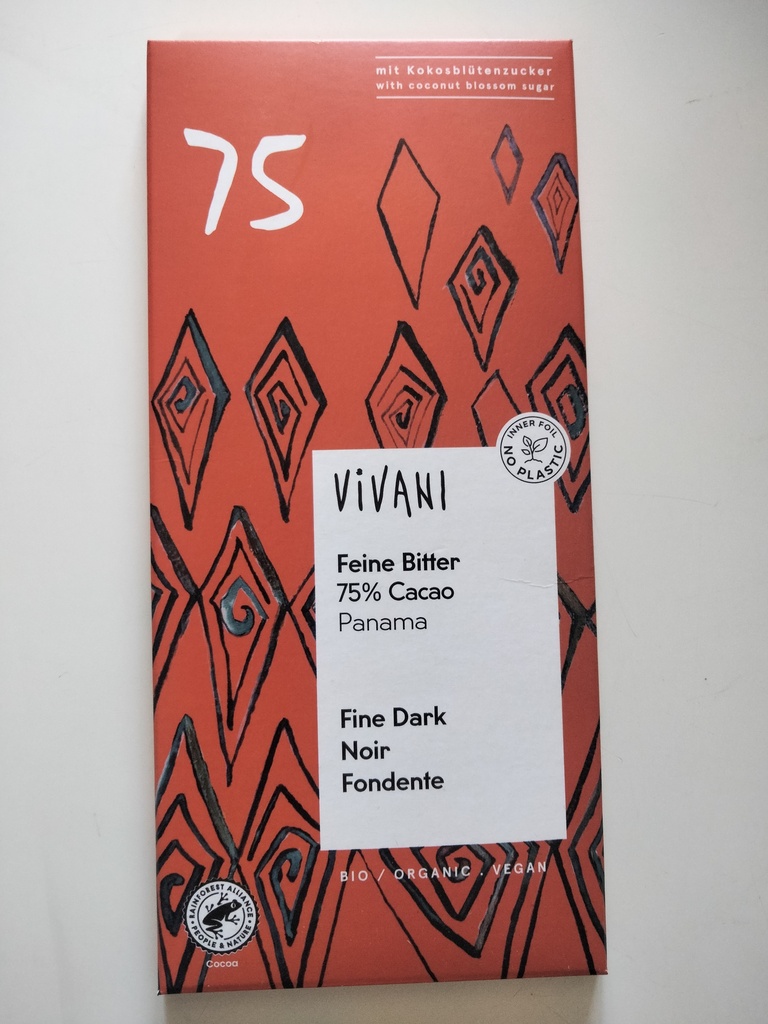 mit Kokosblütenzucker
with coconut blossom sugar
75
INNER FOIL
NO PLASTIC
ViVANI
Feine Bitter
75% Cacao
Panama
Fine Dark
Noir
Fondente
BIO / ORGANIC . VEGAN
RAINFOREST ALLIANCE
PEOPLE & NATURE
Cocoa